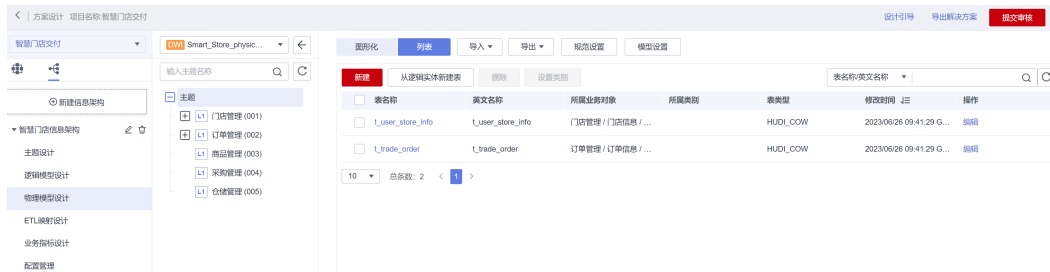 方案设计 项目名称:智慧门店交付 设计引导 导出解决方案 提交审核
智慧门店交付 DWI Smart_Store_physic... 图形化 列表 导入 导出 规范设置 模型设置
输入主题名称 新建 从逻辑实体新建表 删除 设置类别 表名称/英文名称
新建信息架构 主题 表名称 英文名称 所属业务对象 所属类别 表类型 修改时间 操作
L1 门店管理 (001) t_user_store_info t_user_store_info 门店管理 / 门店信息 / ... HUDI_COW 2023/06/26 09:41:29 G... 编辑
智慧门店信息架构 L1 订单管理 (002)
主题设计 L1 商品管理 (003) t_trade_order t_trade_order 订单管理 / 订单信息 / ... HUDI_COW 2023/06/26 09:41:29 G... 编辑
逻辑模型设计 L1 采购管理 (004) 10 总条数: 2 < 1 >
物理模型设计 L1 仓储管理 (005)
ETL映射设计
业务指标设计
配置管理